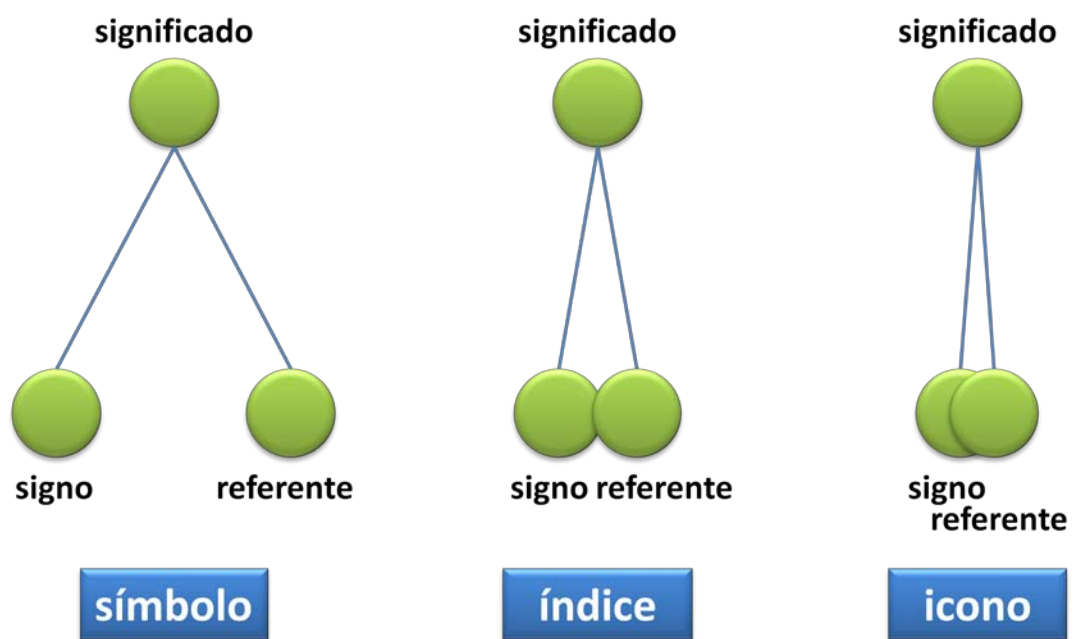 significado
significado
significado
signo
referente
signo referente
signo
referente
símbolo
índice
icono